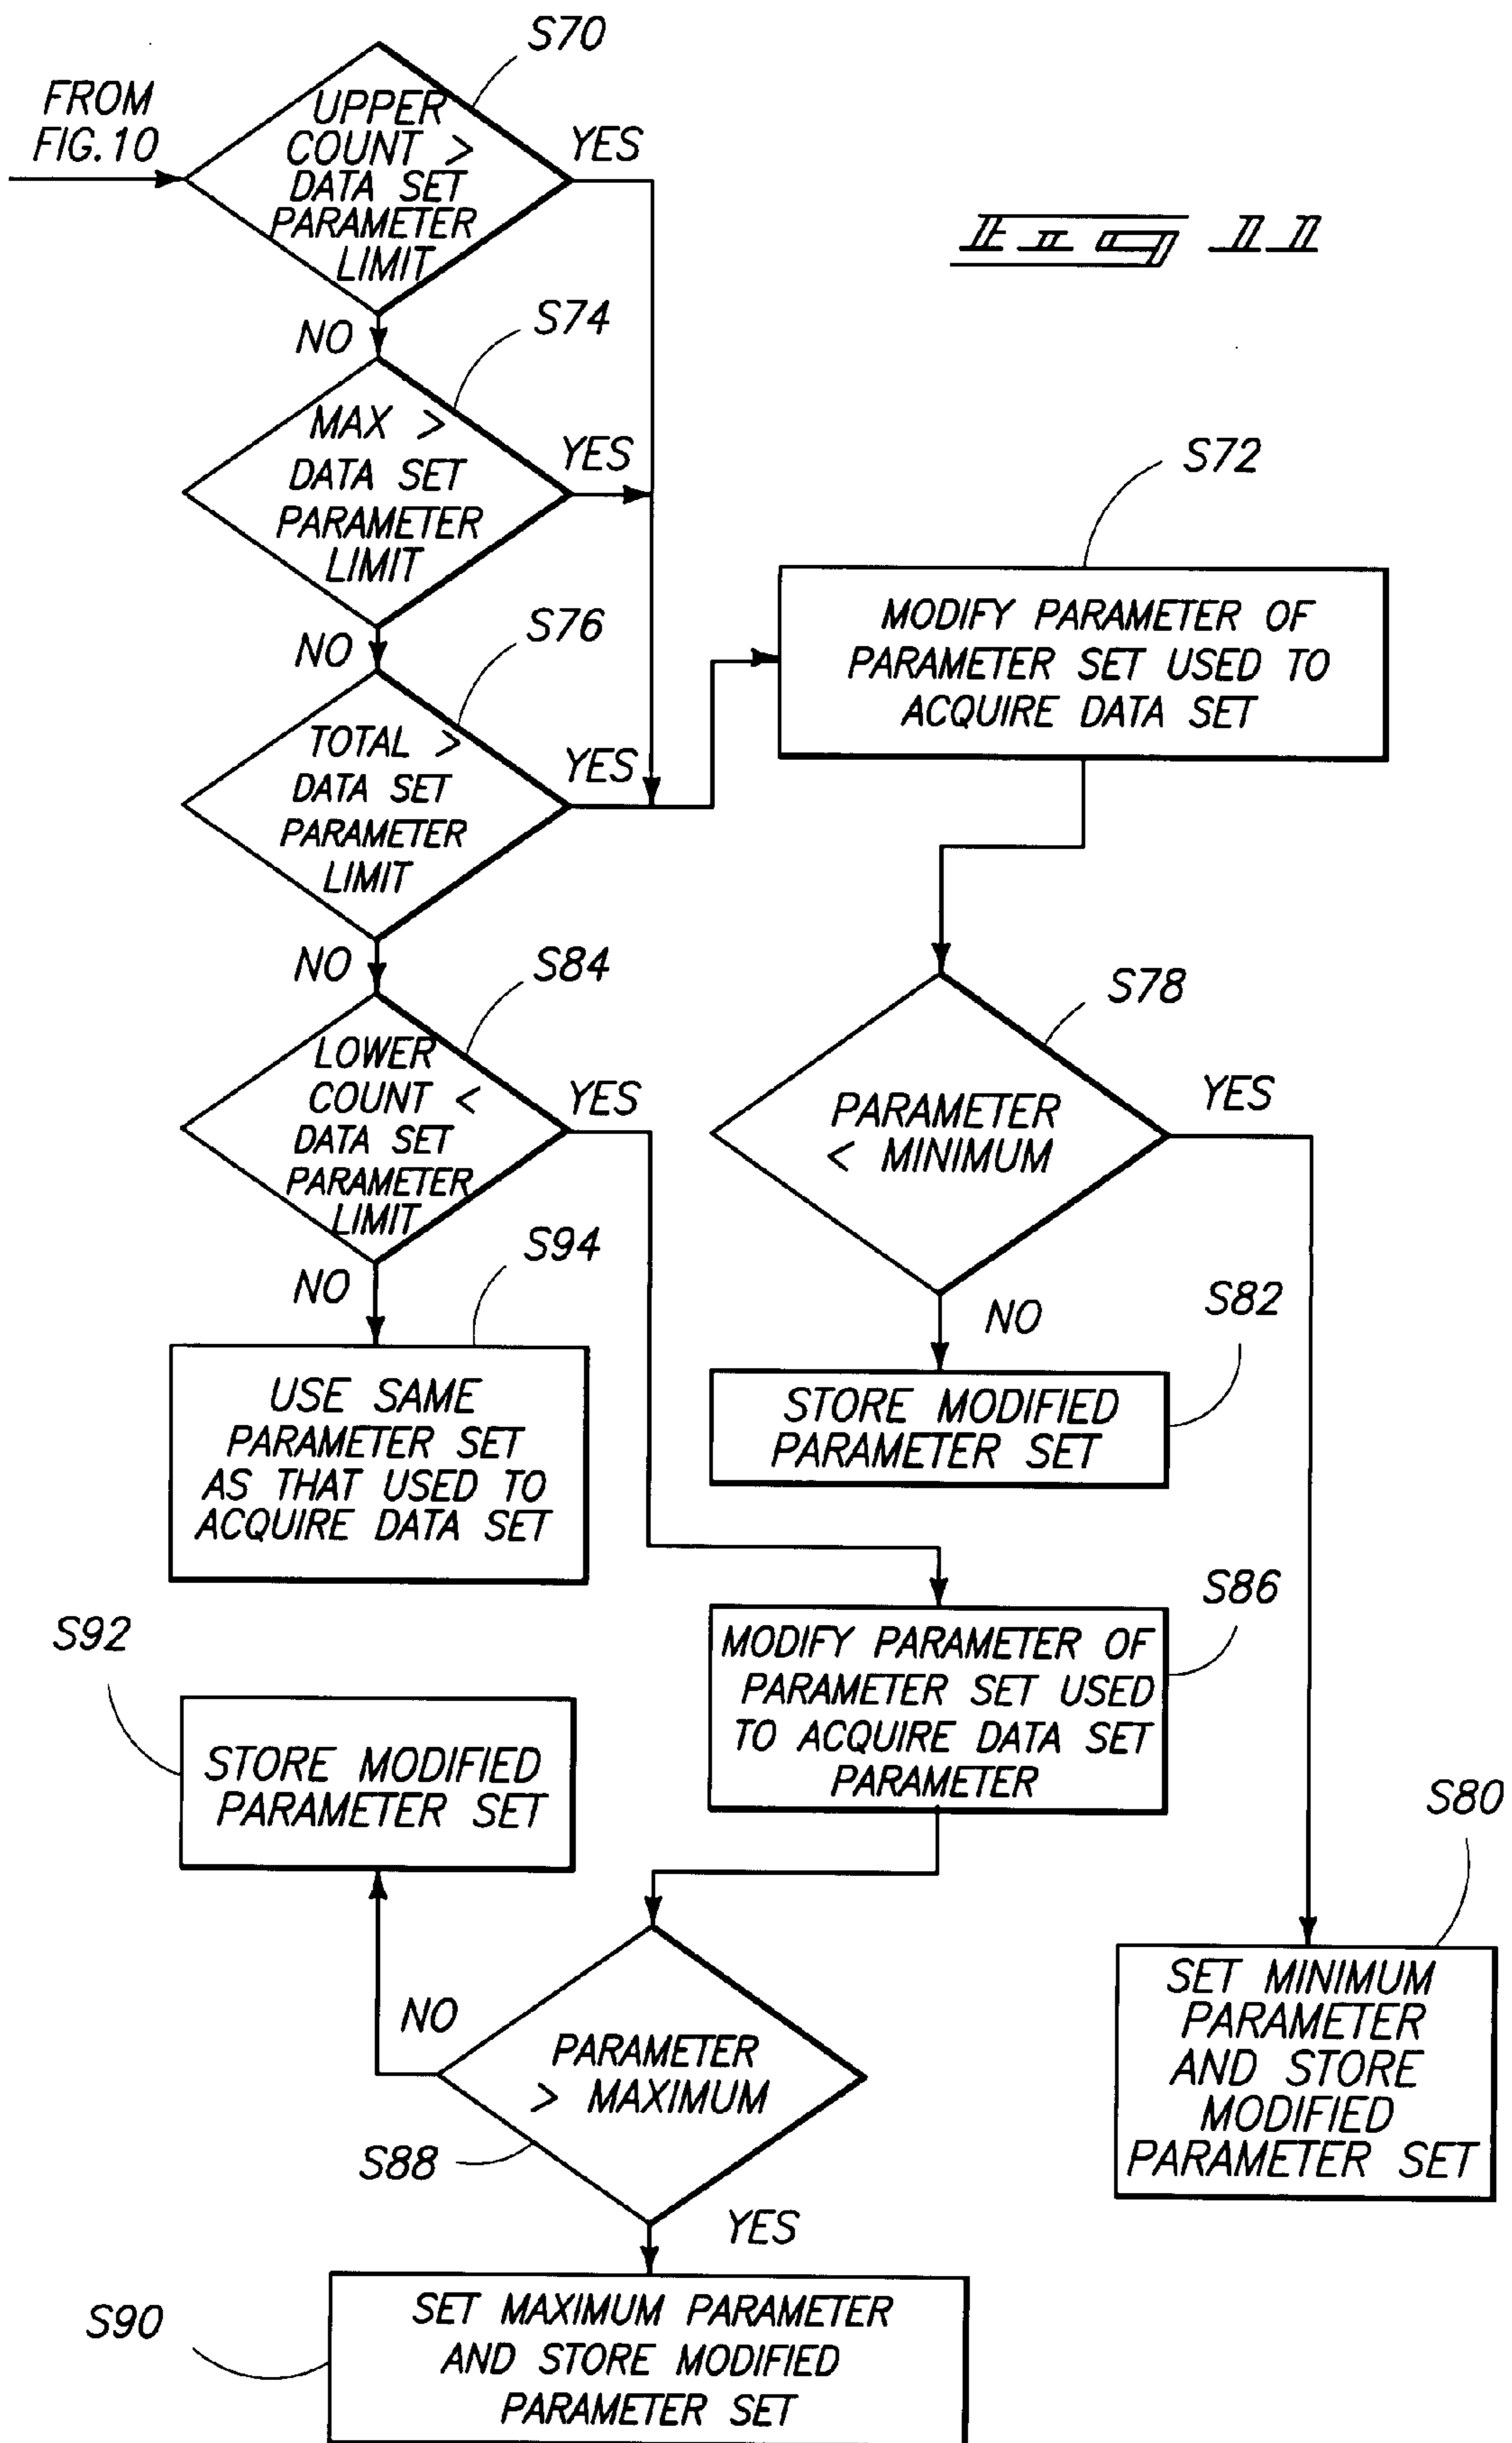 S70
FROM
FIG.10
UPPER
COUNT >
DATA SET
PARAMETER
LIMIT
YES
Fig 11
NO
S74
MAX >
DATA SET
PARAMETER
LIMIT
YES
S72
MODIFY PARAMETER OF
PARAMETER SET USED TO
ACQUIRE DATA SET
NO
S76
TOTAL >
DATA SET
PARAMETER
LIMIT
YES
NO
S84
LOWER
COUNT <
DATA SET
PARAMETER
LIMIT
YES
S78
PARAMETER
< MINIMUM
YES
NO
S94
USE SAME
PARAMETER SET
AS THAT USED TO
ACQUIRE DATA SET
NO
S82
STORE MODIFIED
PARAMETER SET
S86
MODIFY PARAMETER OF
PARAMETER SET USED
TO ACQUIRE DATA SET
PARAMETER
S92
STORE MODIFIED
PARAMETER SET
S80
SET MINIMUM
PARAMETER
AND STORE
MODIFIED
PARAMETER SET
NO
PARAMETER
> MAXIMUM
S88
YES
S90
SET MAXIMUM PARAMETER
AND STORE MODIFIED
PARAMETER SET